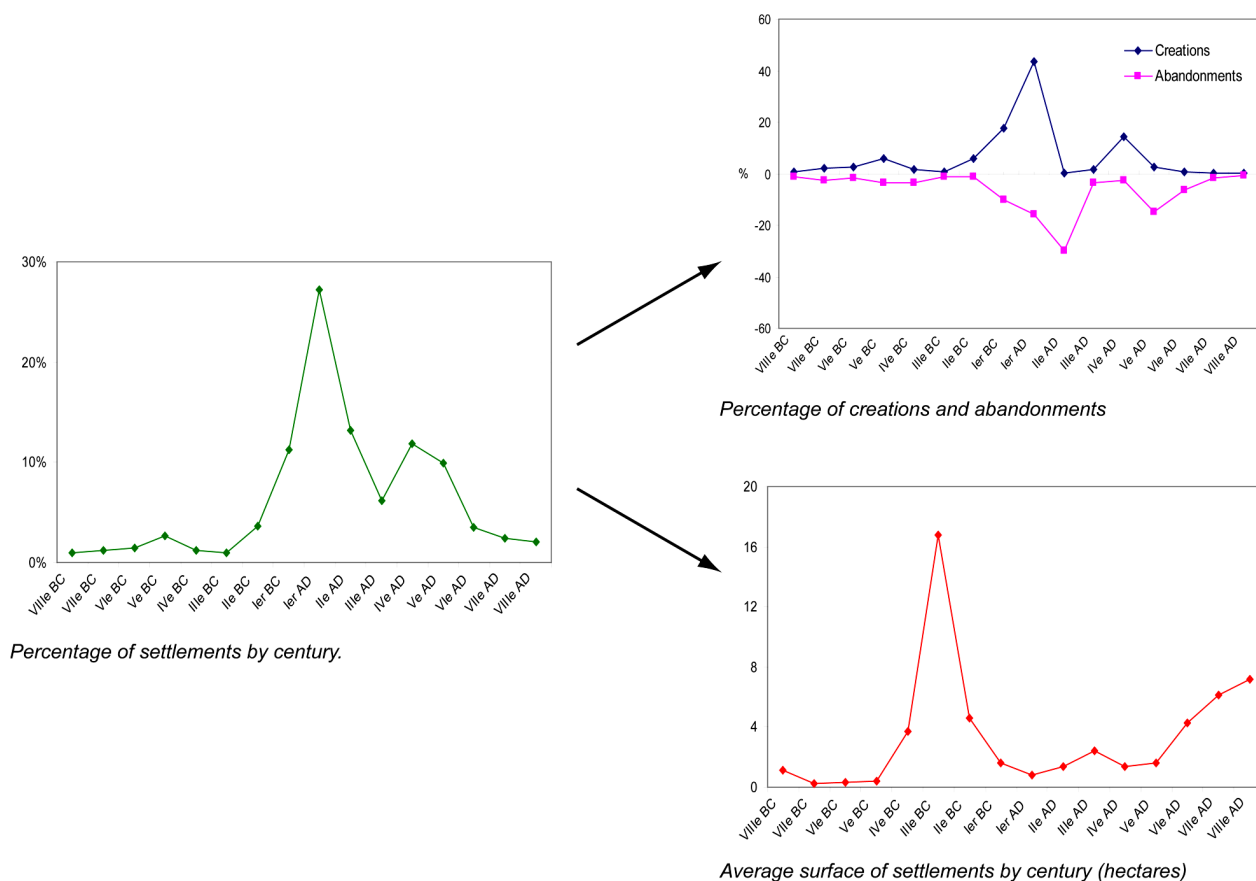 30%
20%
10%
0%
VIIIe BC
VIIe BC
VIe BC
Ve BC
IVe BC
IIIe BC
IIe BC
Ier BC
Ier AD
IIe AD
IIIe AD
IVe AD
Ve AD
VIe AD
VIIe AD
VIIIe AD
Percentage of settlements by century.
60
40
20
0
-20
-40
-60
%
Creations
Abandonments
VIIIe BC
VIIe BC
VIe BC
Ve BC
IVe BC
IIIe BC
IIe BC
Ier BC
Ier AD
IIe AD
IIIe AD
IVe AD
Ve AD
VIe AD
VIIe AD
VIIIe AD
Percentage of creations and abandonments
20
16
12
8
4
0
VIIIe BC
VIIe BC
VIe BC
Ve BC
IVe BC
IIIe BC
IIe BC
Ier BC
Ier AD
IIe AD
IIIe AD
IVe AD
Ve AD
VIe AD
VIIe AD
VIIIe AD
Average surface of settlements by century (hectares)